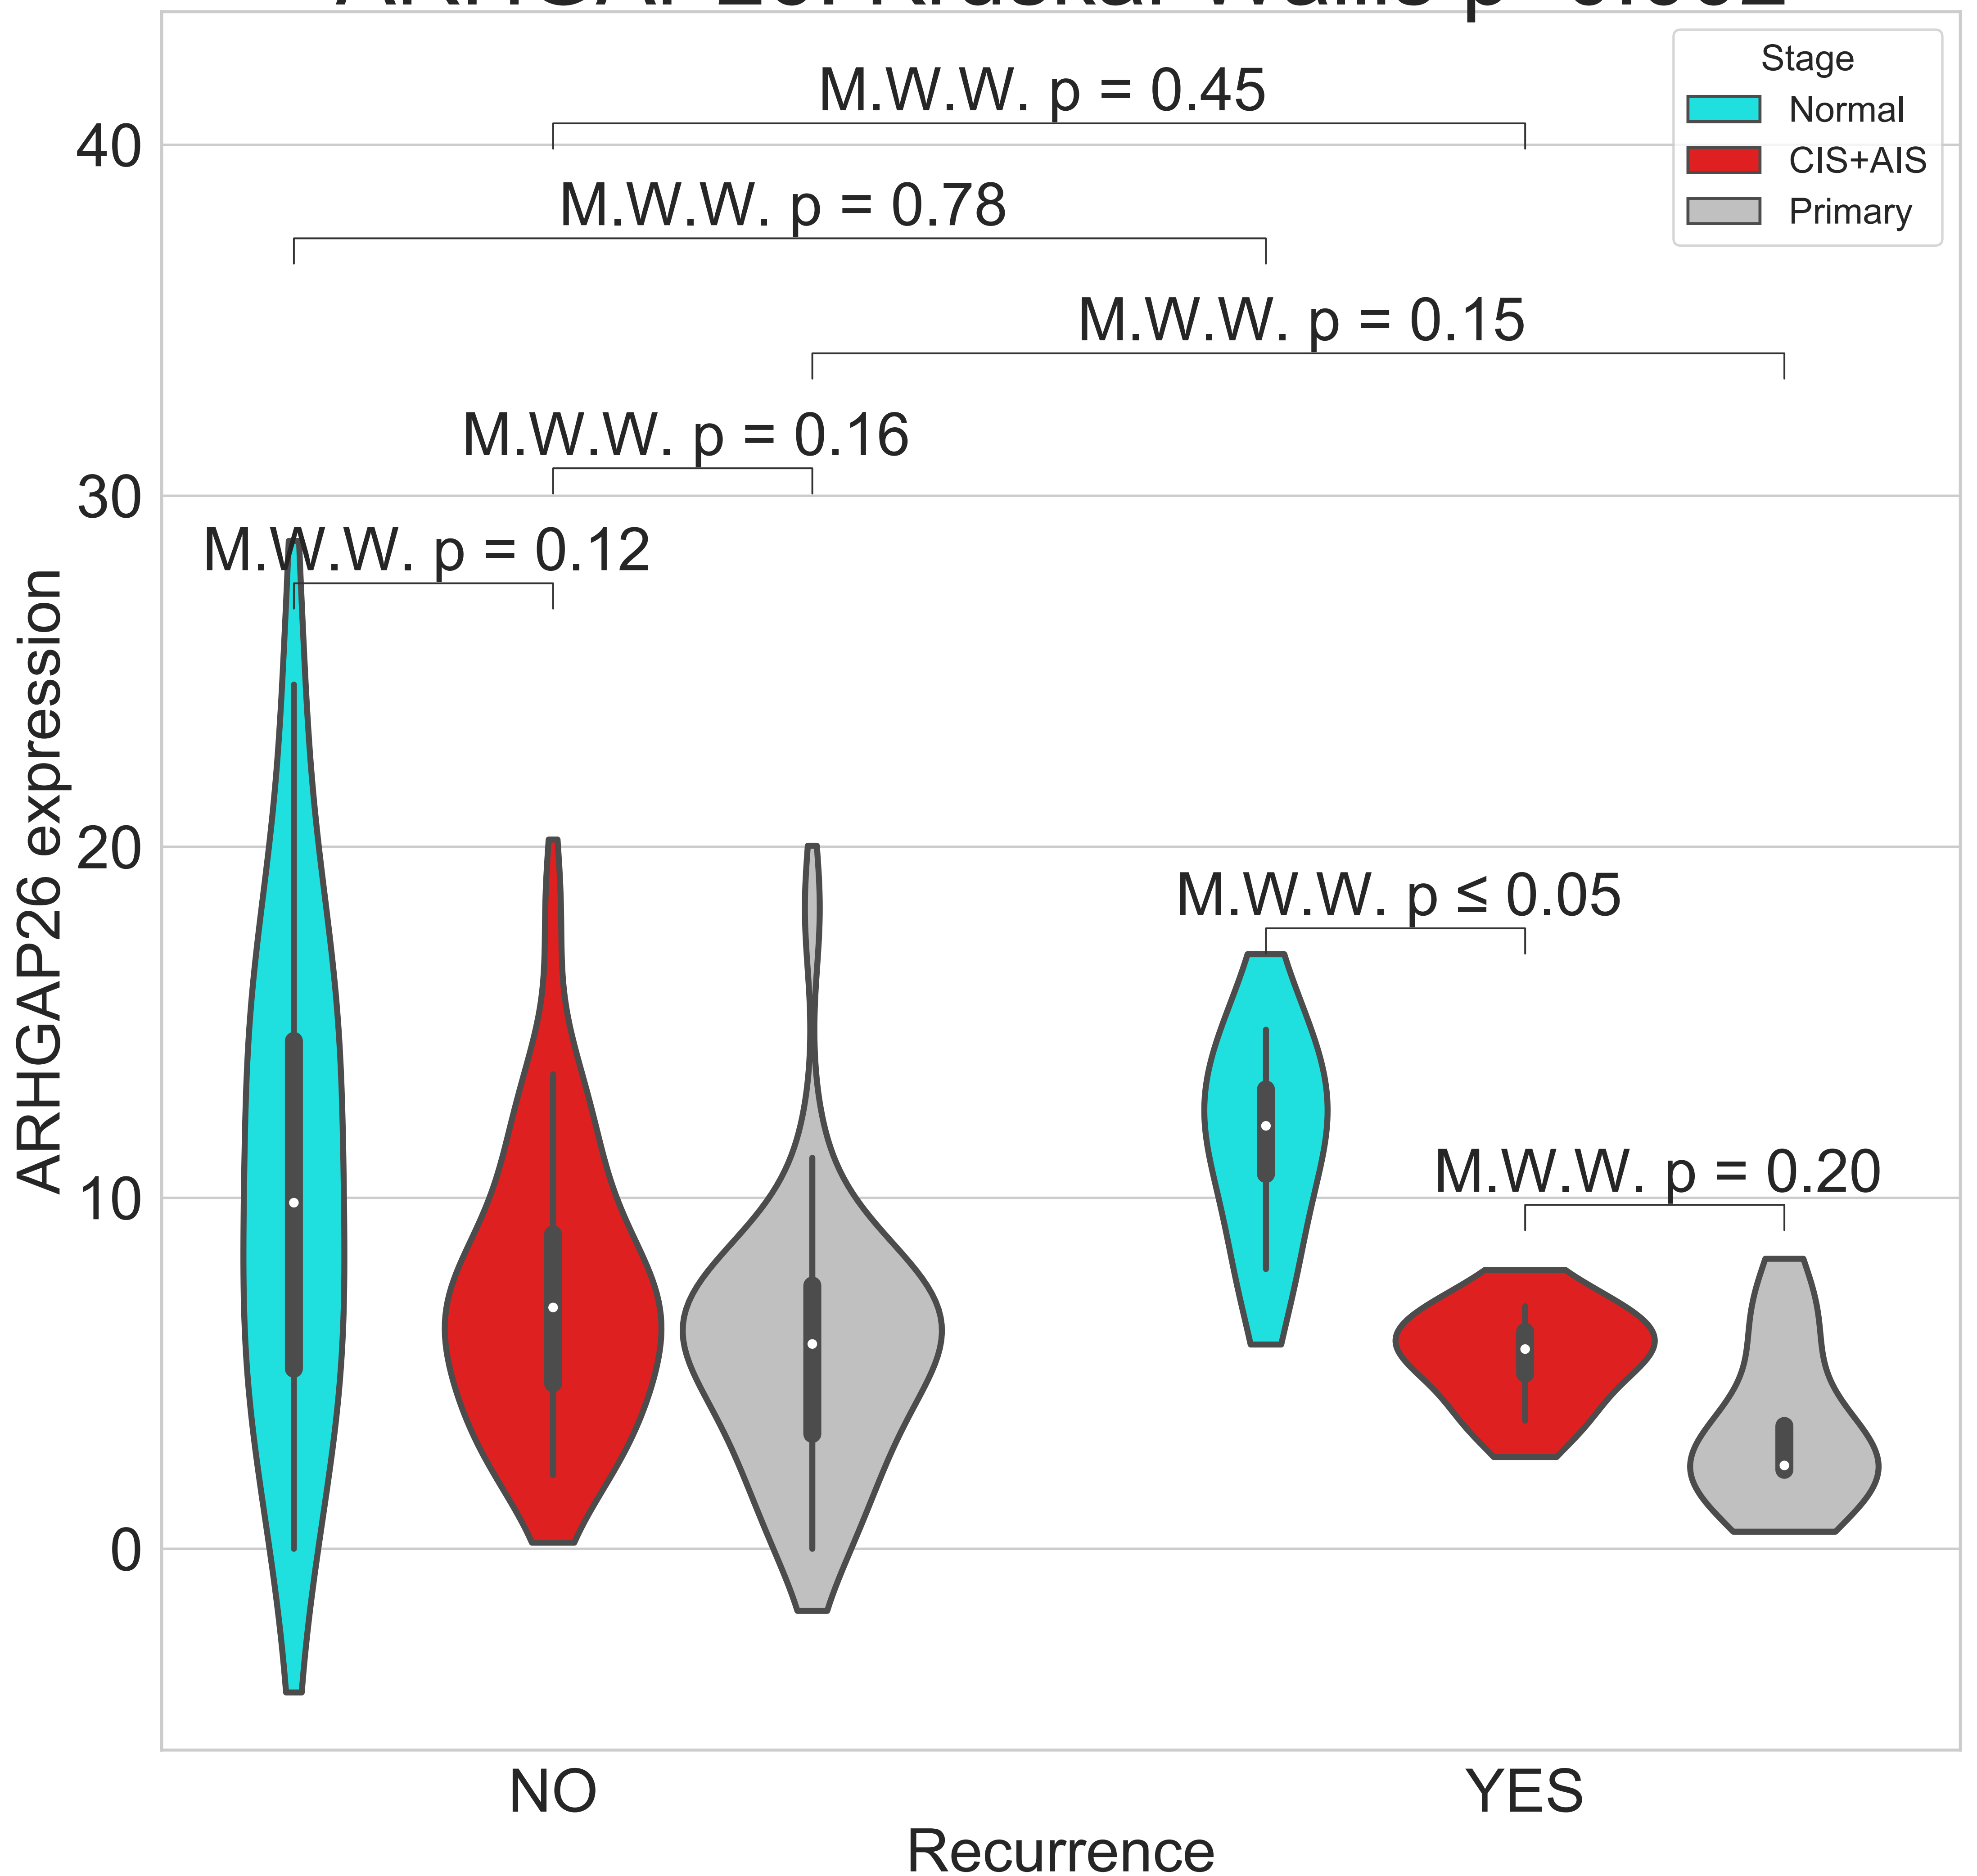 Stage
Normal
CIS+AIS
Primary
M.W.W. p = 0.45
M.W.W. p = 0.78
M.W.W. p = 0.15
M.W.W. p = 0.16
M.W.W. p = 0.12
M.W.W. p ≤ 0.05
M.W.W. p = 0.20
40
30
20
10
0
ARHGAP26 expression
NO
YES
Recurrence